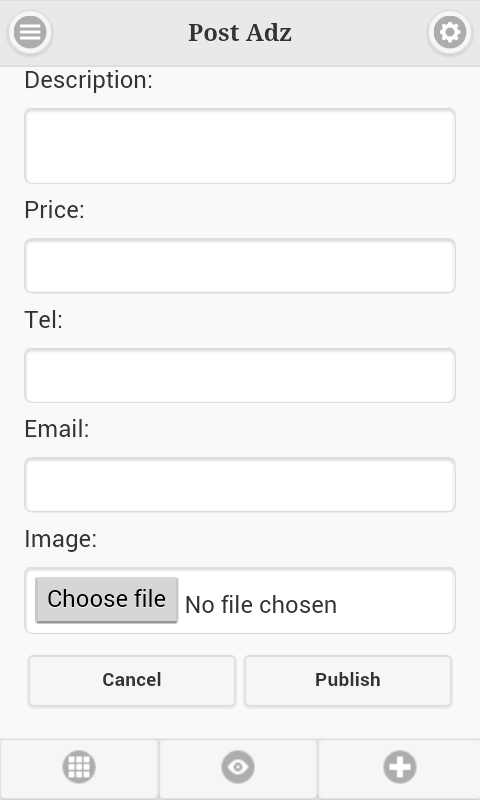 Post Adz
Description:
Price:
Tel:
Email:
Image:
Choose file No file chosen
Cancel Publish